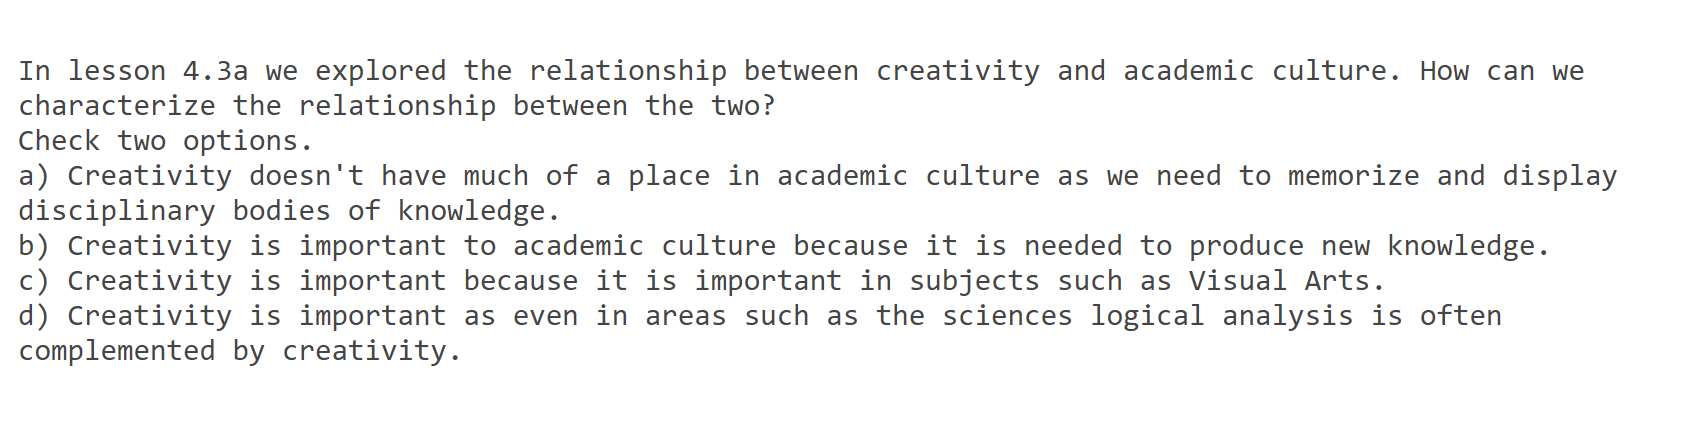 In lesson 4.3a we explored the relationship between creativity and academic culture. How can we
characterize the relationship between the two?
Check two options.
a) Creativity doesn't have much of a place in academic culture as we need to memorize and display
disciplinary bodies of knowledge.
b) Creativity is important to academic culture because it is needed to produce new knowledge.
c) Creativity is important because it is important in subjects such as Visual Arts.
d) Creativity is important as even in areas such as the sciences logical analysis is often
complemented by creativity.